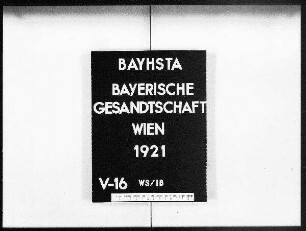 BAYHSTA
BAYERISCHE
GESANDTSCHAFT
WIEN
1921
V-16 WS/18